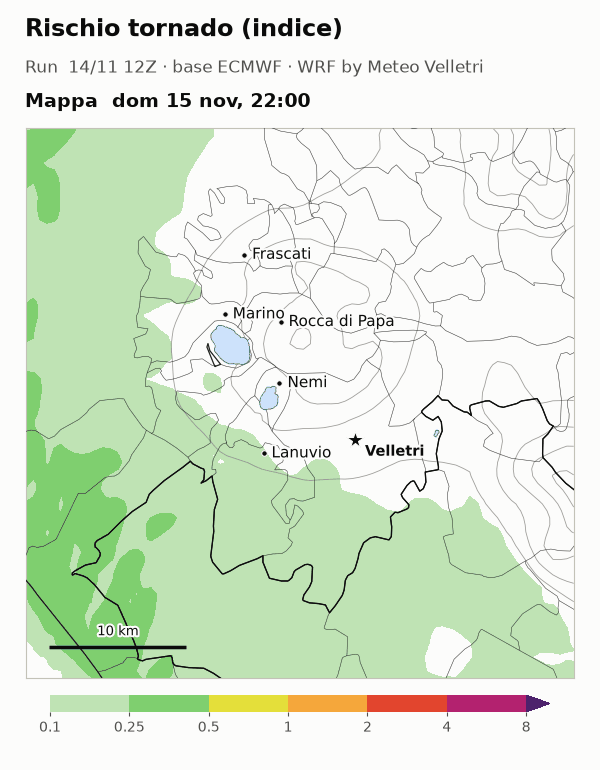 Rischio tornado (indice)
Run  14/11 12Z · base ECMWF · WRF by Meteo Velletri
Mappa  dom 15 nov, 22:00
Frascati
Marino
Rocca di Papa
Nemi
Velletri
Lanuvio
10 km
0.1 0.25 0.5 1 2 4 8